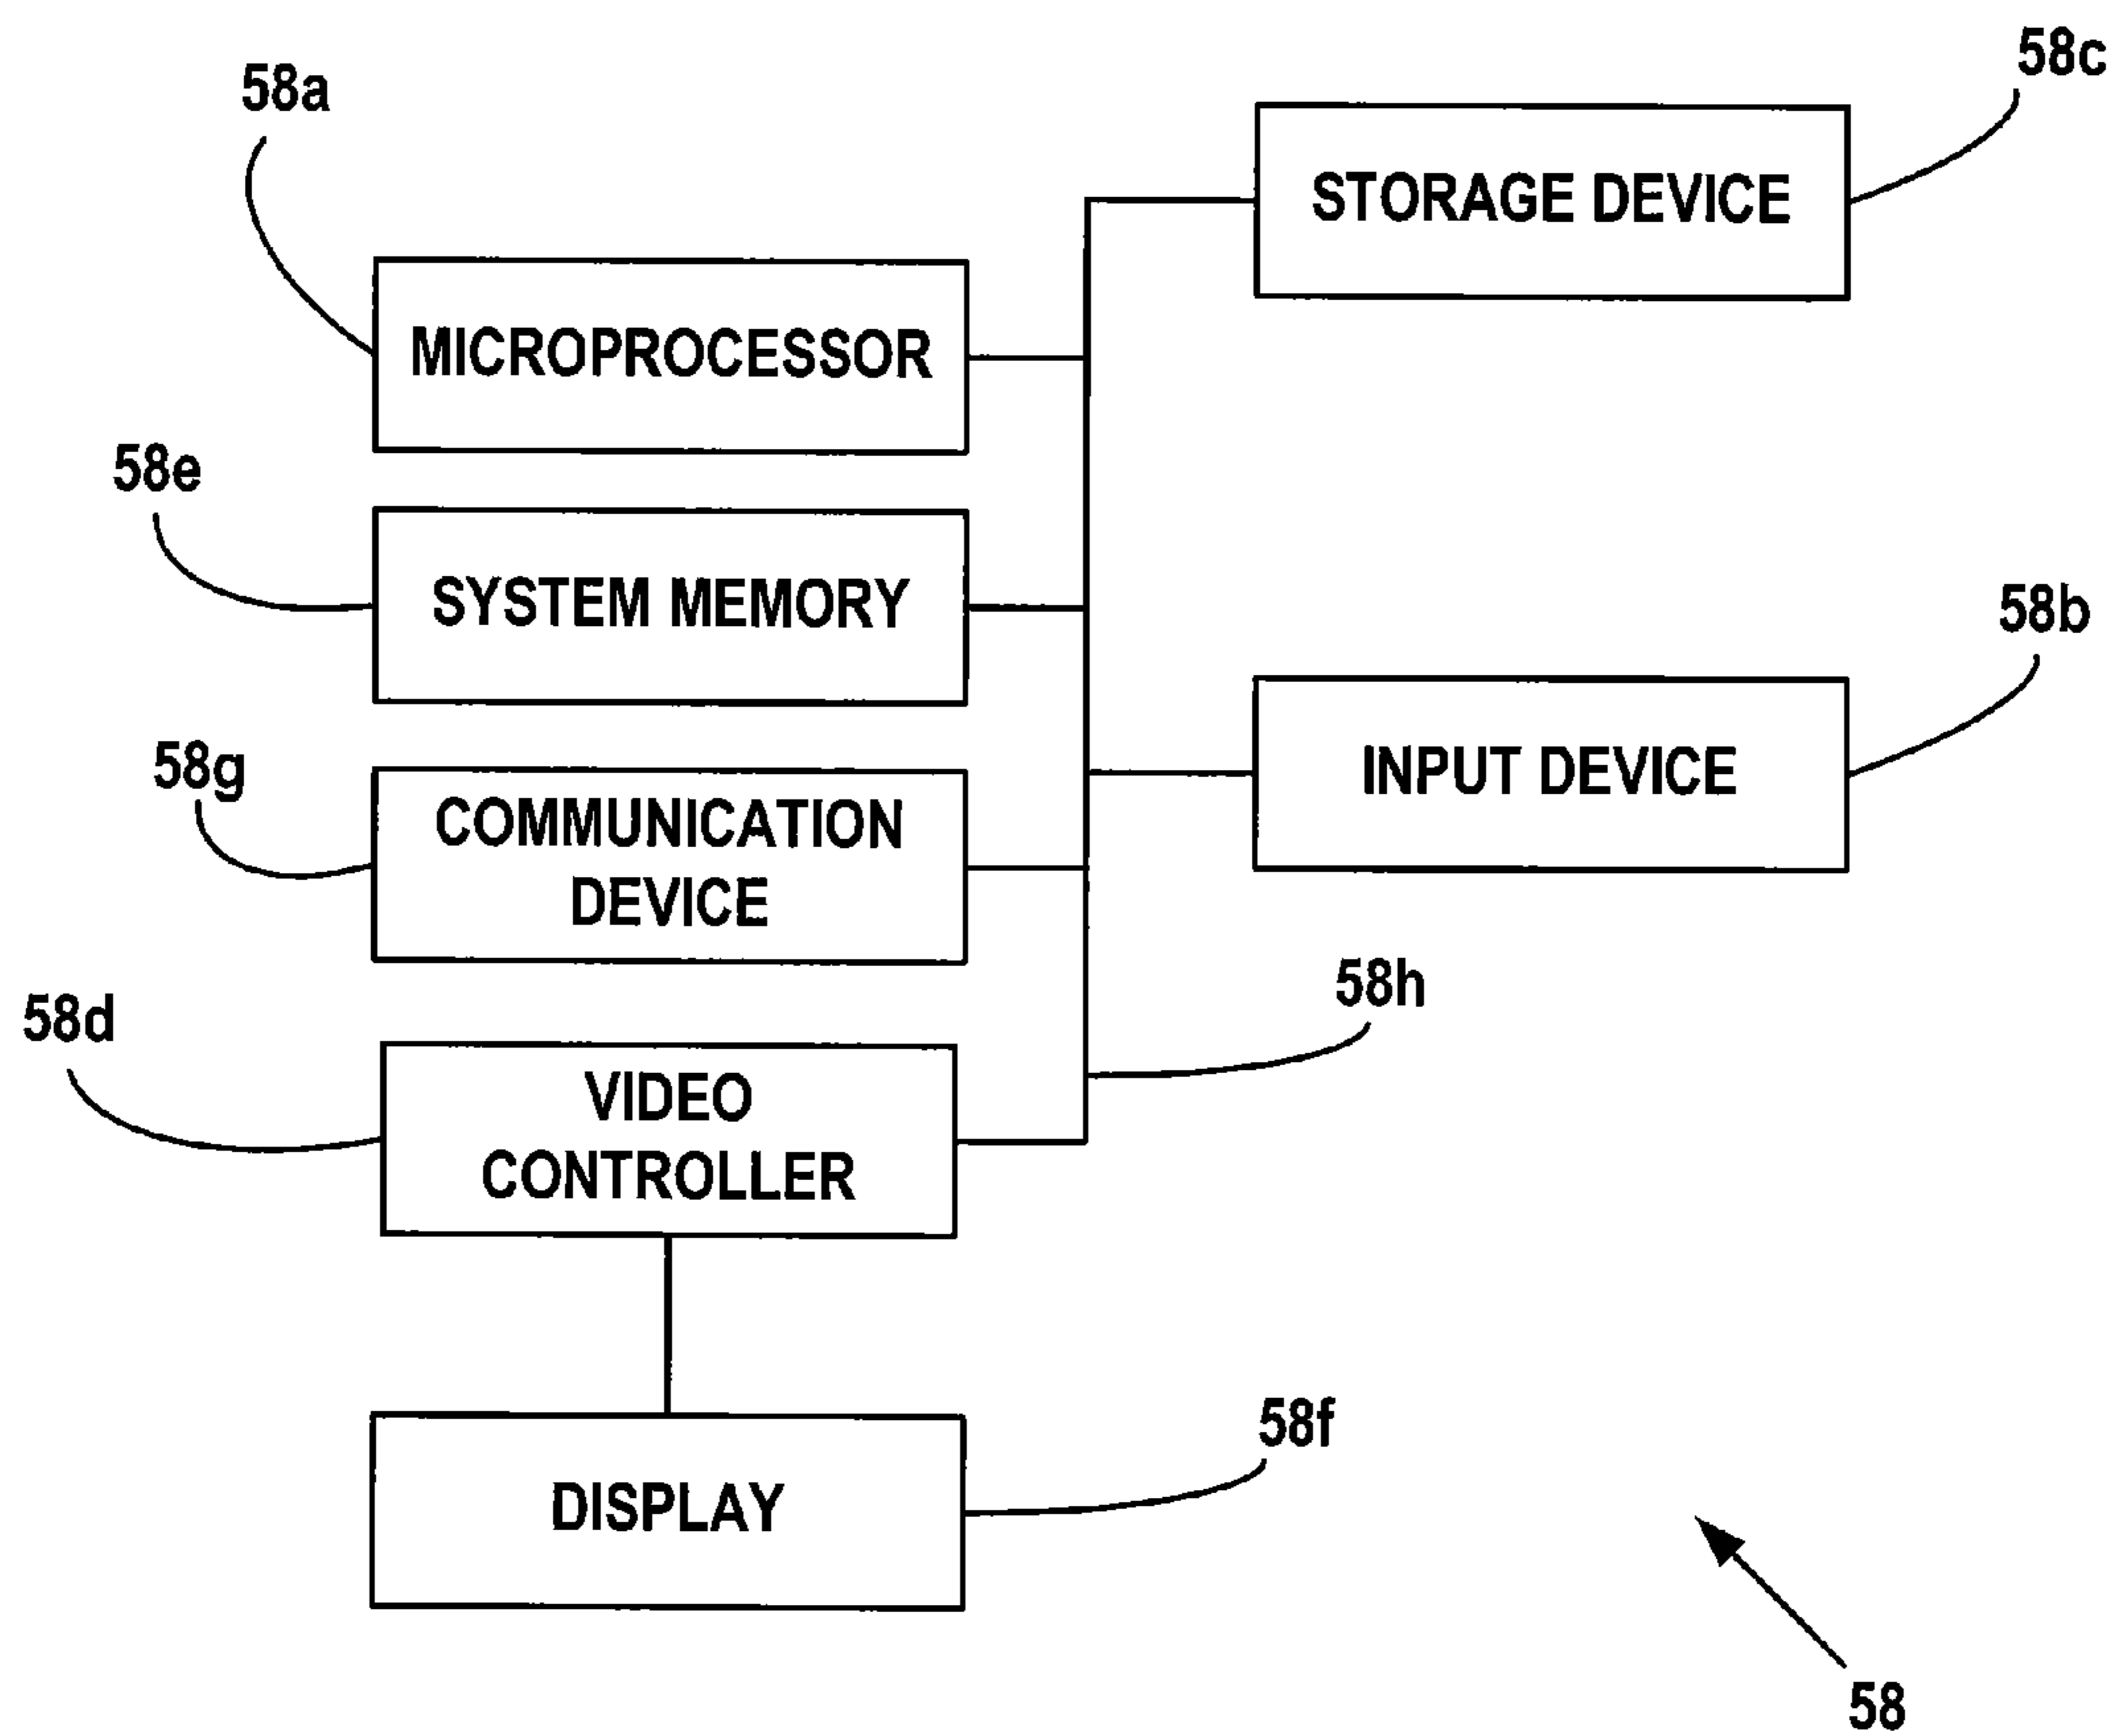 58a
58c
STORAGE DEVICE
MICROPROCESSOR
58e
SYSTEM MEMORY
58b
58g
INPUT DEVICE
COMMUNICATION
DEVICE
58h
58d
VIDEO
CONTROLLER
58f
DISPLAY
58